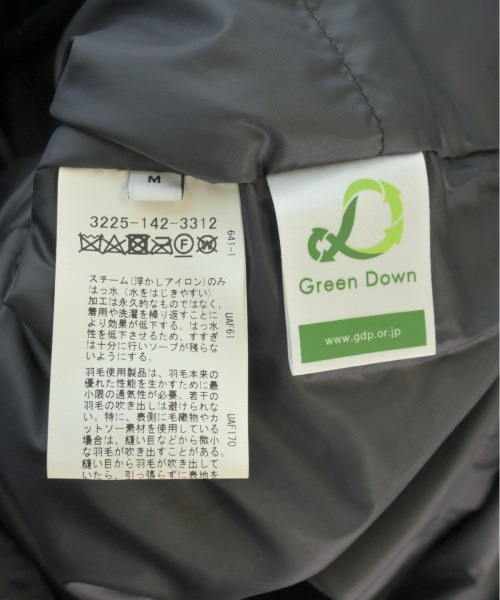 M
3225-142-3312
641-1
スチーム(浮かしアイロン)のみ
はっ水(水をはじきやすい)
加工は永久的なものではなく、
着用や洗濯を繰り返すことに
より効果が低下する。はっ水
性を低下させるため、すすぎ
は十分に行いソープが残らな
いようにする。
UAF61
羽毛使用製品は、羽毛本来の
優れた性能を生かすために最
小限の通気性が必要。若干の
羽毛の吹き出しは避けられな
い。特に、表側に毛織物やカ
ットソー素材を使用している
場合は、縫い目などから微小
な羽毛が吹き出すことがある。
縫い目から羽毛が吹き出して
いたら、引っ張らずに表地を
UAF170
Green Down
www.gdp.or.jp